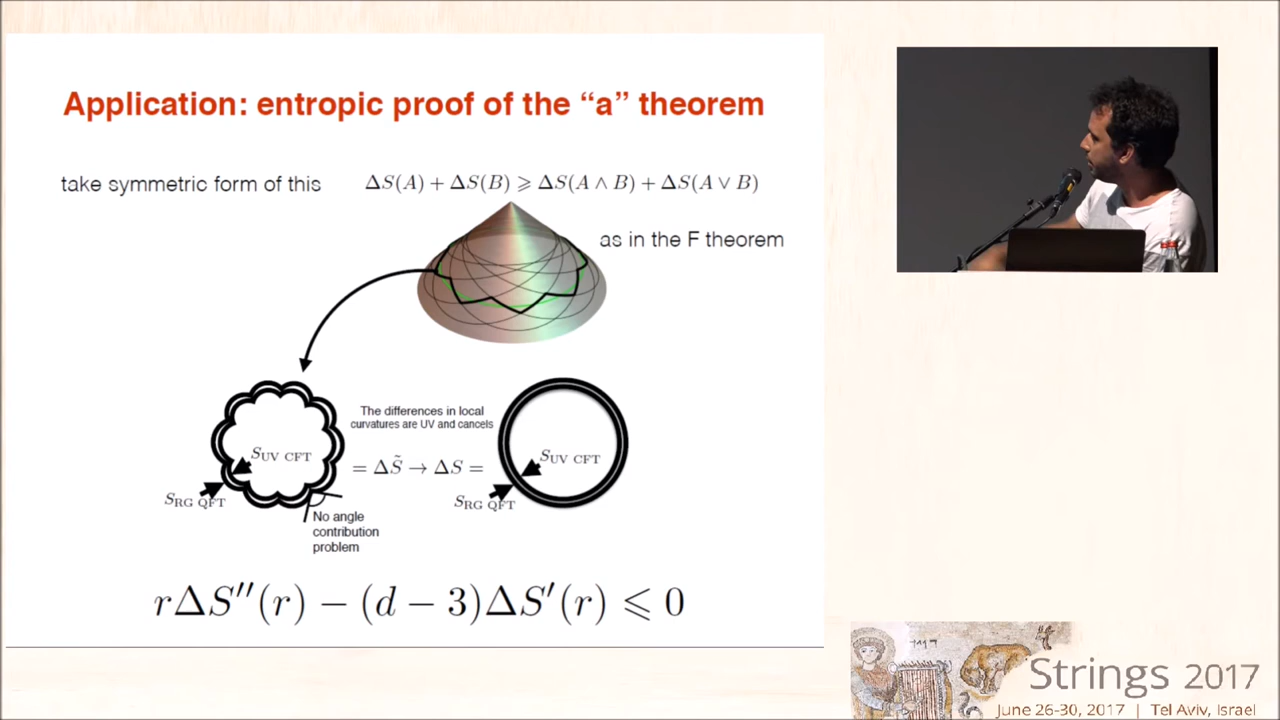 Application: entropic proof of the “a” theorem
take symmetric form of this
ΔS(A) + ΔS(B) ⩾ ΔS(A ∧ B) + ΔS(A ∨ B)
as in the F theorem
The differences in local
curvatures are UV and cancels
S_UV CFT
= ΔS̃ → ΔS =
S_UV CFT
S_RG QFT
S_RG QFT
No angle
contribution
problem
rΔS′′(r) − (d − 3)ΔS′(r) ⩽ 0
Strings 2017
June 26-30, 2017 | Tel Aviv, Israel